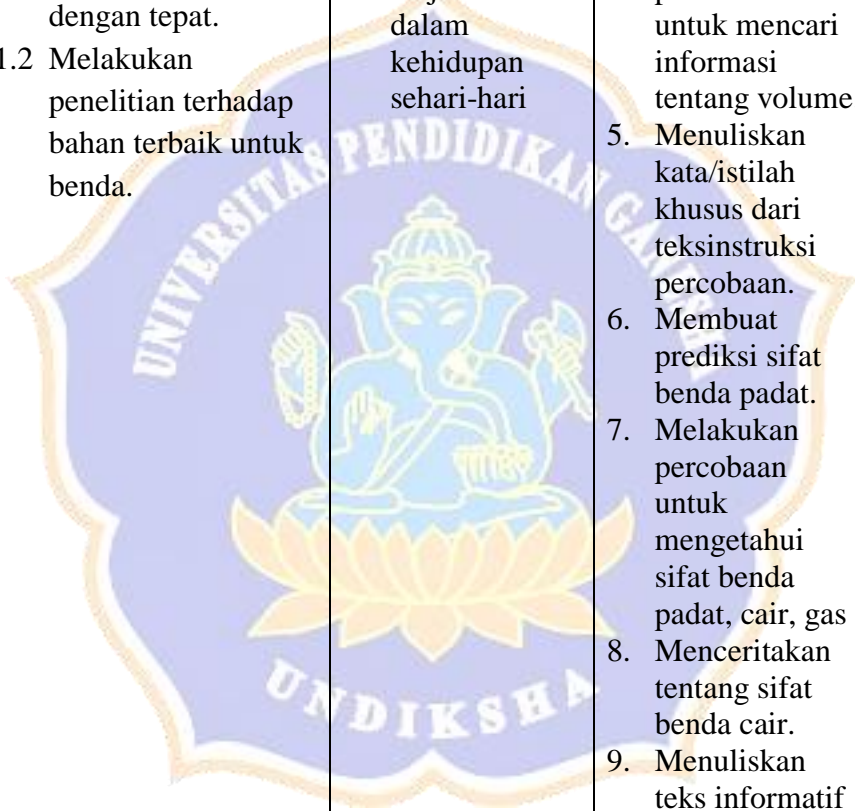 dengan tepat.
1.2 Melakukan
penelitian terhadap
bahan terbaik untuk
benda.
dalam
kehidupan
sehari-hari
untuk mencari
informasi
tentang volume
5. Menuliskan
kata/istilah
khusus dari
teksinstruksi
percobaan.
6. Membuat
prediksi sifat
benda padat.
7. Melakukan
percobaan
untuk
mengetahui
sifat benda
padat, cair, gas
8. Menceritakan
tentang sifat
benda cair.
9. Menuliskan
teks informatif
UNIVERSITAS PENDIDIKAN GANESHA
UNDIKSHA